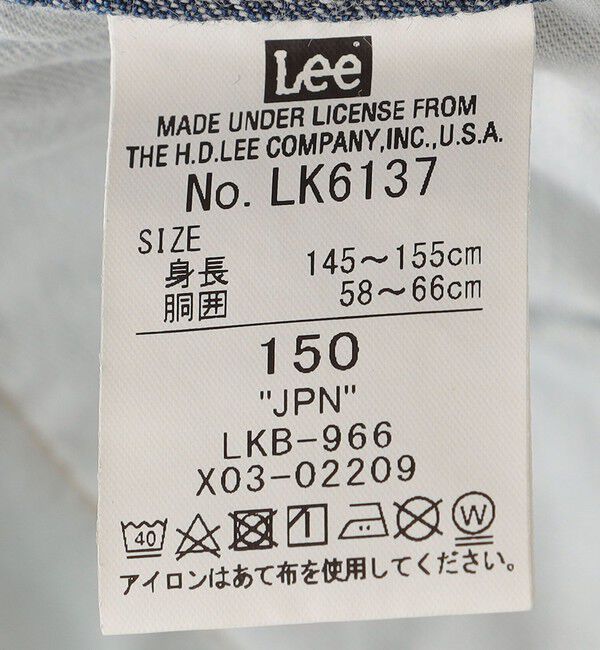 Lee
MADE UNDER LICENSE FROM
THE H.D.LEE COMPANY,INC.,U.S.A.
No. LK6137
SIZE
身長 145～155cm
胴囲 58～66cm
150
"JPN"
LKB-966
X03-02209
40 W
アイロンはあて布を使用してください。